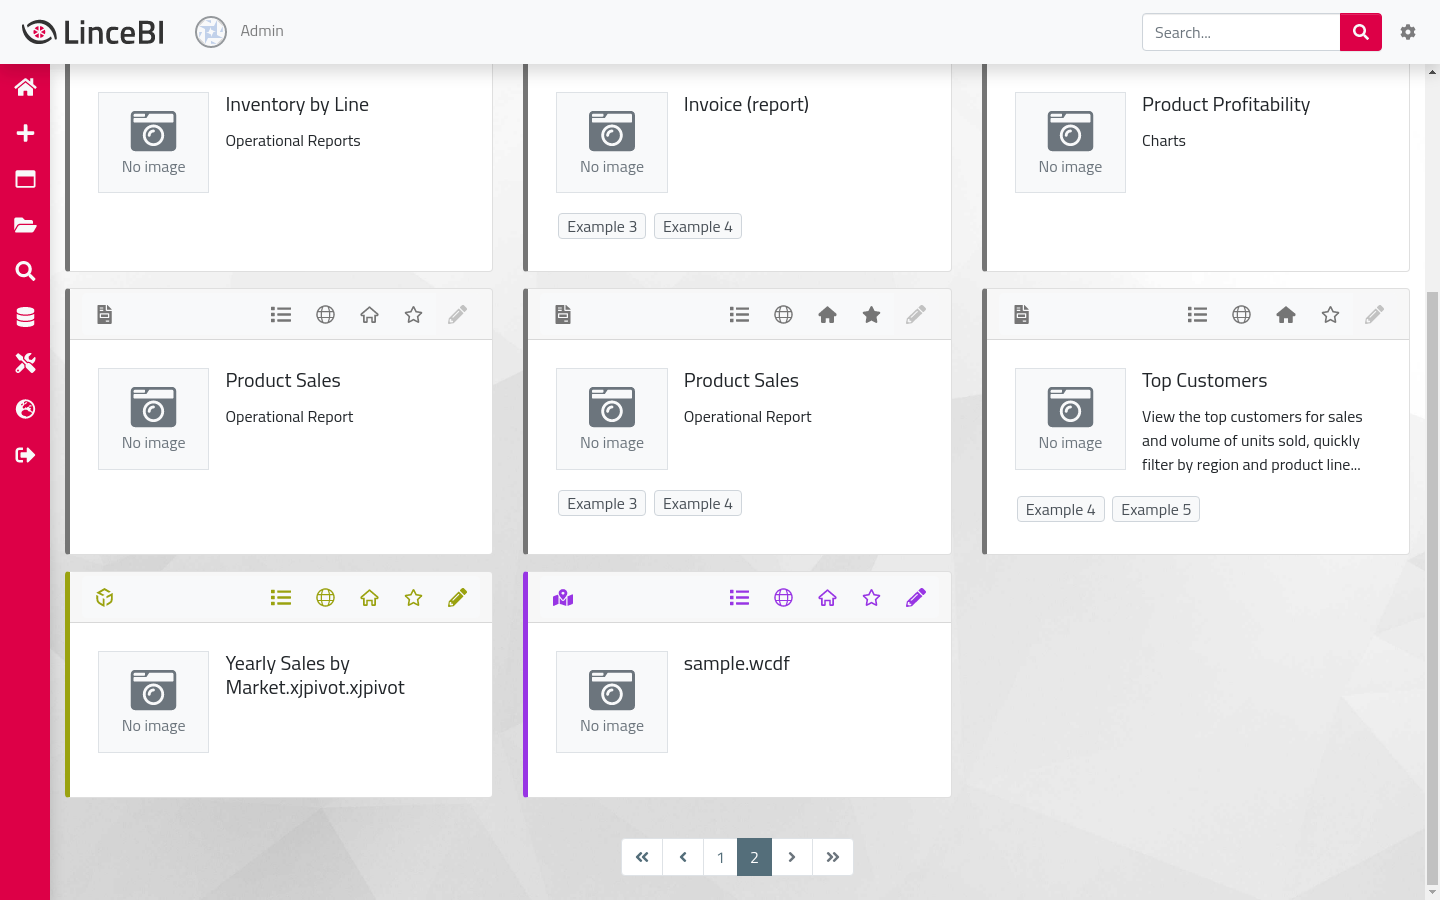 LinceBI
Admin
Search...
Inventory by Line
Operational Reports
No image
Invoice (report)
No image
Example 3
Example 4
Product Profitability
Charts
No image
Product Sales
Operational Report
No image
Product Sales
Operational Report
No image
Example 3
Example 4
Top Customers
View the top customers for sales
and volume of units sold, quickly
filter by region and product line...
No image
Example 4
Example 5
Yearly Sales by
Market.xjpivot.xjpivot
No image
sample.wcdf
No image
1
2